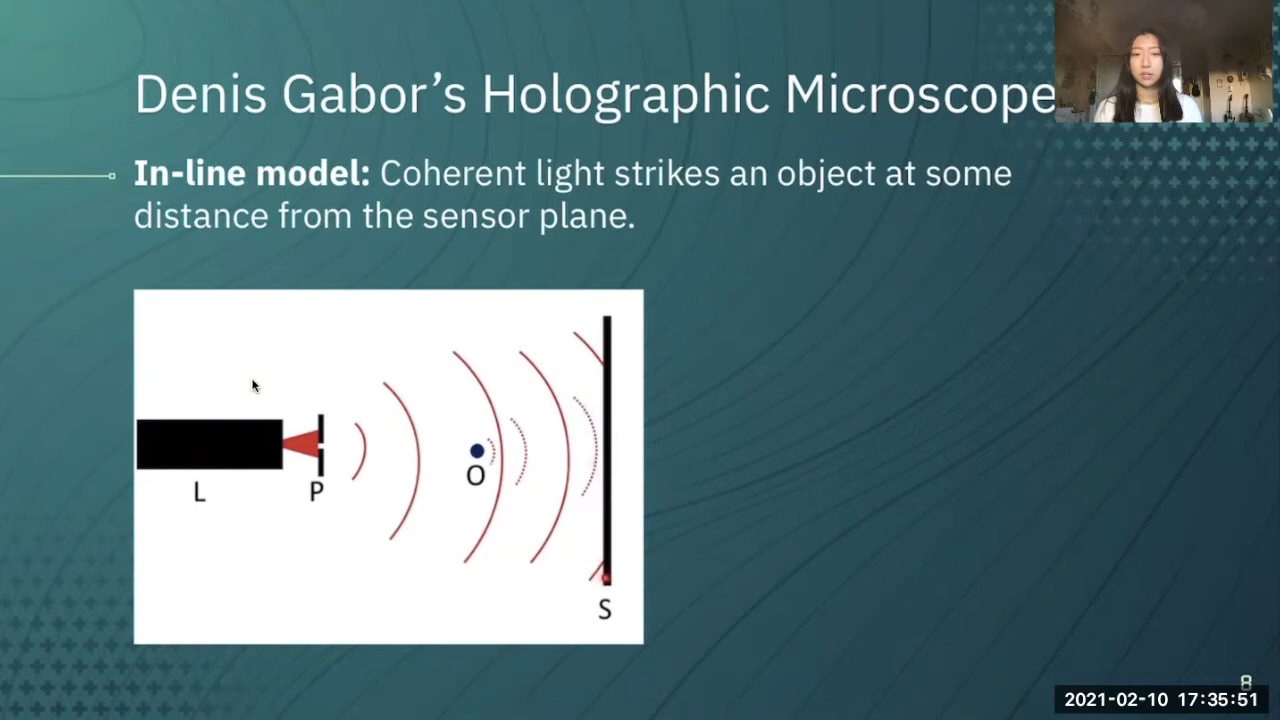 Denis Gabor’s Holographic Microscope
In-line model: Coherent light strikes an object at some
distance from the sensor plane.
L
P
O
S
8
2021-02-10 17:35:51